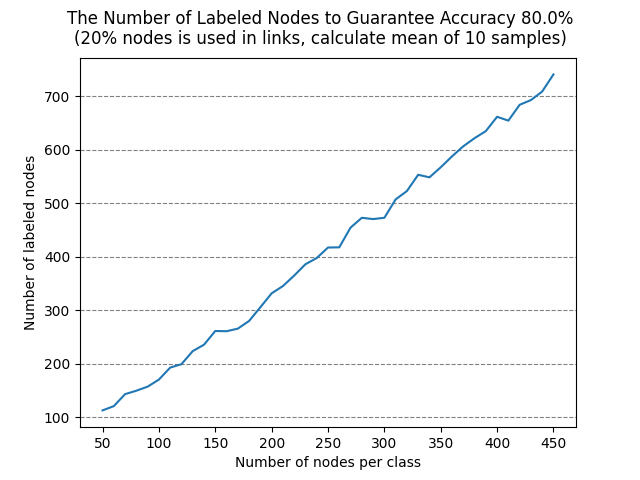 The Number of Labeled Nodes to Guarantee Accuracy 80.0%
(20% nodes is used in links, calculate mean of 10 samples)
Number of labeled nodes
700
600
500
400
300
200
100
50 100 150 200 250 300 350 400 450
Number of nodes per class